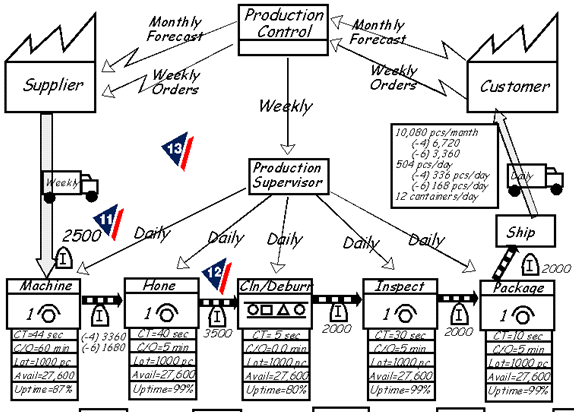 Monthly
Forecast
Production
Control
Monthly
Forecast
Supplier
Weekly
Orders
Weekly
Orders
Customer
Weekly
10,080 pcs/month
(-4) 6,720
(-6) 3,360
504 pcs/day
(-4) 336 pcs/day
(-6) 168 pcs/day
12 containers/day
13
Production
Supervisor
Weekly
Daily
11
2500
I
Daily
Daily
Daily
Daily
Daily
Ship
12
I
2000
Machine
Hone
Cln/Deburr
Inspect
Package
1
1
1
1
I
I
I
I
(-4) 3360
(-6) 1680
3500
2000
2000
CT=44 sec
C/O=60 min
Lot=1000 pc
Avail=27,600
Uptime=87%
CT=40 sec
C/O=5 min
Lot=1000 pc
Avail=27,600
Uptime=99%
CT= 5 sec
C/O=0.0 min
Lot=1000 pc
Avail=27,600
Uptime=80%
CT=30 sec
C/O=5 min
Lot=1000 pc
Avail=27,600
Uptime=99%
CT=10 sec
C/O=5 min
Lot=1000 pc
Avail=27,600
Uptime=99%